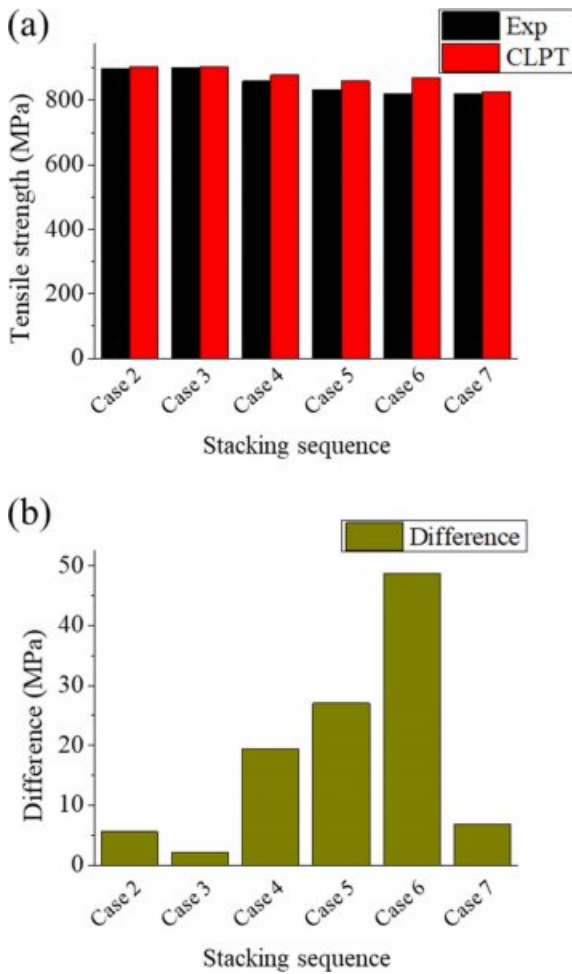 (a)
Exp
CLPT
Tensile strength (MPa)
800
600
400
200
0
Case 2
Case 3
Case 4
Case 5
Case 6
Case 7
Stacking sequence
(b)
Difference
Difference (MPa)
50
40
30
20
10
0
Case 2
Case 3
Case 4
Case 5
Case 6
Case 7
Stacking sequence